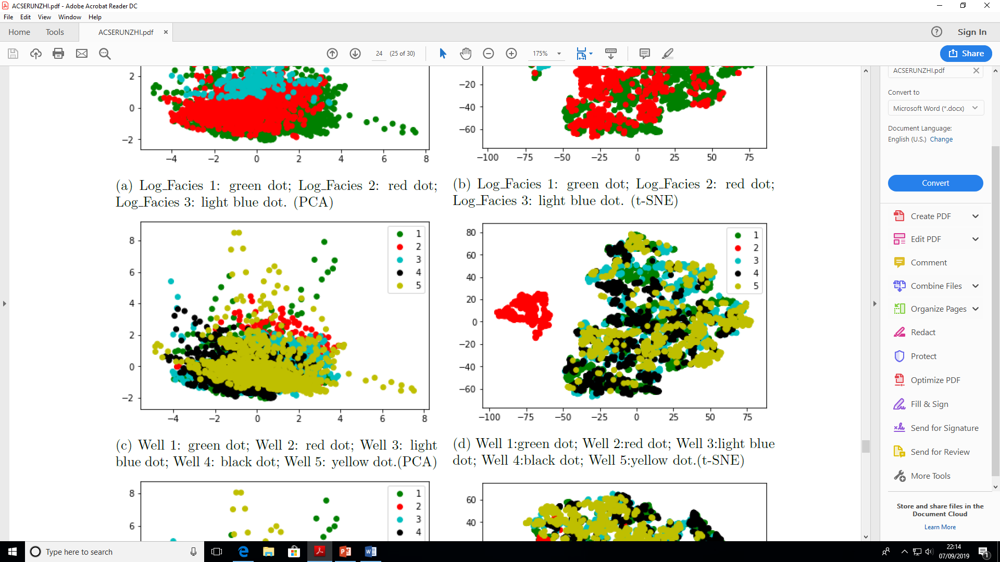 ACSERUNZHI.pdf - Adobe Acrobat Reader DC
File Edit View Window Help
Home Tools ACSERUNZHI.pdf × Sign In
24 (25 of 30) 175% Share
2
0
−2
−4 −2 0 2 4 6 8
−20
−40
−60
−100 −75 −50 −25 0 25 50 75
(a) Log_Facies 1: green dot; Log_Facies 2: red dot;
Log_Facies 3: light blue dot. (PCA)
(b) Log_Facies 1: green dot; Log_Facies 2: red dot;
Log_Facies 3: light blue dot. (t-SNE)
8
6
4
2
0
−2
−4 −2 0 2 4 6 8
1
2
3
4
5
80
60
40
20
0
−20
−40
−60
−100 −75 −50 −25 0 25 50 75
1
2
3
4
5
(c) Well 1: green dot; Well 2: red dot; Well 3: light
blue dot; Well 4: black dot; Well 5: yellow dot.(PCA)
(d) Well 1:green dot; Well 2:red dot; Well 3:light blue
dot; Well 4:black dot; Well 5:yellow dot.(t-SNE)
8
6
1
2
3
4
60
40
ACSERUNZHI.pdf
Convert to
Microsoft Word (*.docx)
Document Language:
English (U.S.) Change
Convert
Create PDF
Edit PDF
Comment
Combine Files
Organize Pages
Redact
Protect
Optimize PDF
Fill & Sign
Send for Signature
Send for Review
More Tools
Store and share files in the
Document Cloud
Learn More
Type here to search
22:14
07/09/2019
1